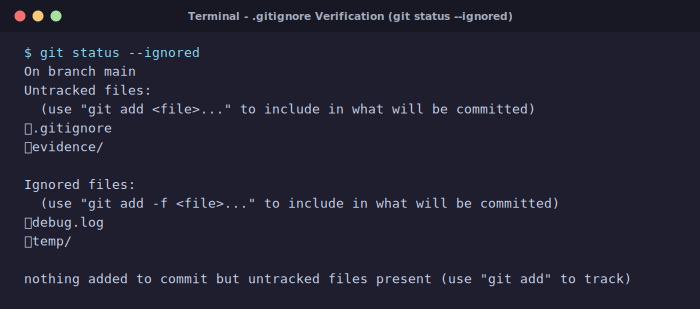 Terminal - .gitignore Verification (git status --ignored)
$ git status --ignored
On branch main
Untracked files:
(use "git add <file>..." to include in what will be committed)
.gitignore
evidence/
Ignored files:
(use "git add -f <file>..." to include in what will be committed)
debug.log
temp/
nothing added to commit but untracked files present (use "git add" to track)